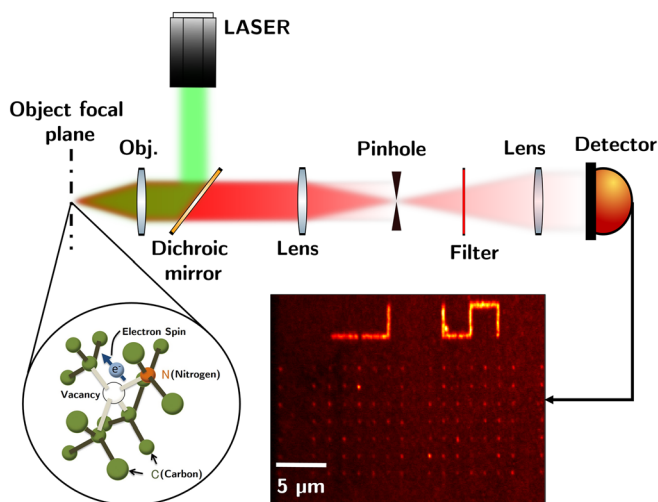 LASER
Object focal
plane
Obj.
Pinhole
Lens
Detector
Dichroic
mirror
Lens
Filter
Electron Spin
e⁻
N(Nitrogen)
Vacancy
C(Carbon)
5 μm